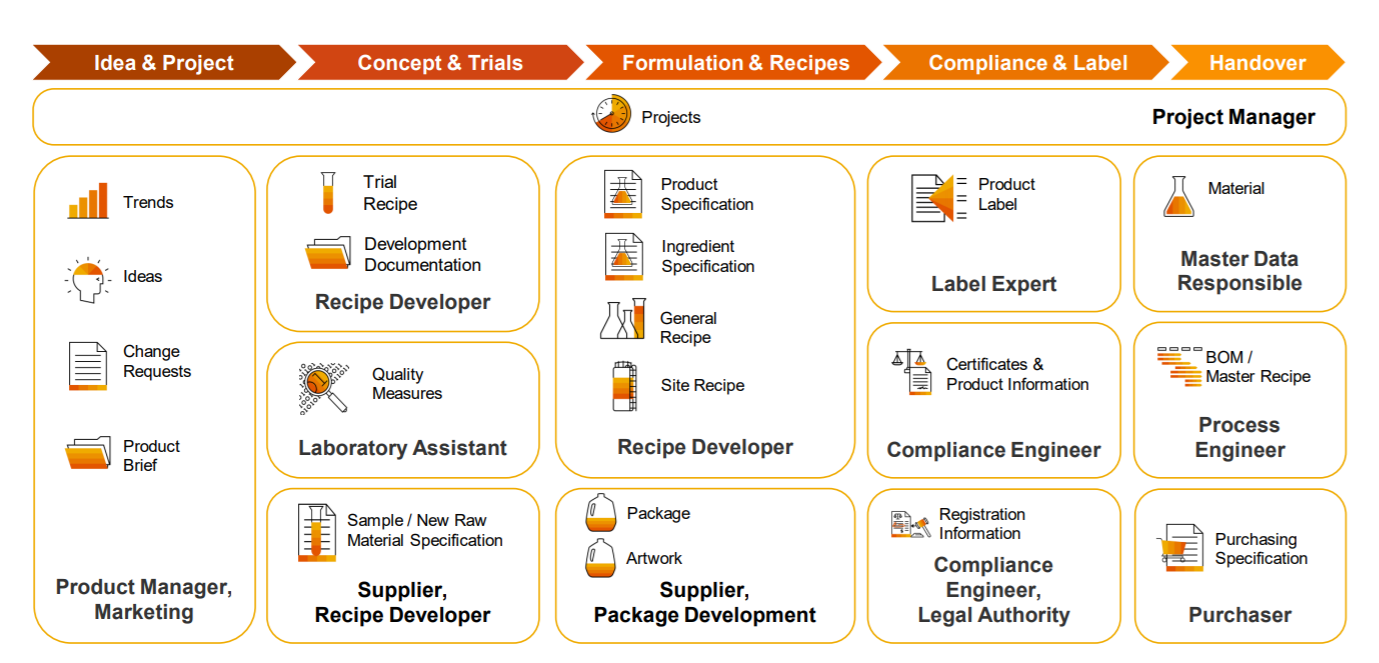 Idea & Project
Concept & Trials
Formulation & Recipes
Compliance & Label
Handover
Projects
Project Manager
Trends
Ideas
Change
Requests
Product
Brief
Product Manager,
Marketing
Trial
Recipe
Development
Documentation
Recipe Developer
Quality
Measures
Laboratory Assistant
Sample / New Raw
Material Specification
Supplier,
Recipe Developer
Product
Specification
Ingredient
Specification
General
Recipe
Site Recipe
Recipe Developer
Package
Artwork
Supplier,
Package Development
Product
Label
Label Expert
Certificates &
Product Information
Compliance Engineer
Registration
Information
Compliance
Engineer,
Legal Authority
Material
Master Data
Responsible
BOM /
Master Recipe
Process
Engineer
Purchasing
Specification
Purchaser